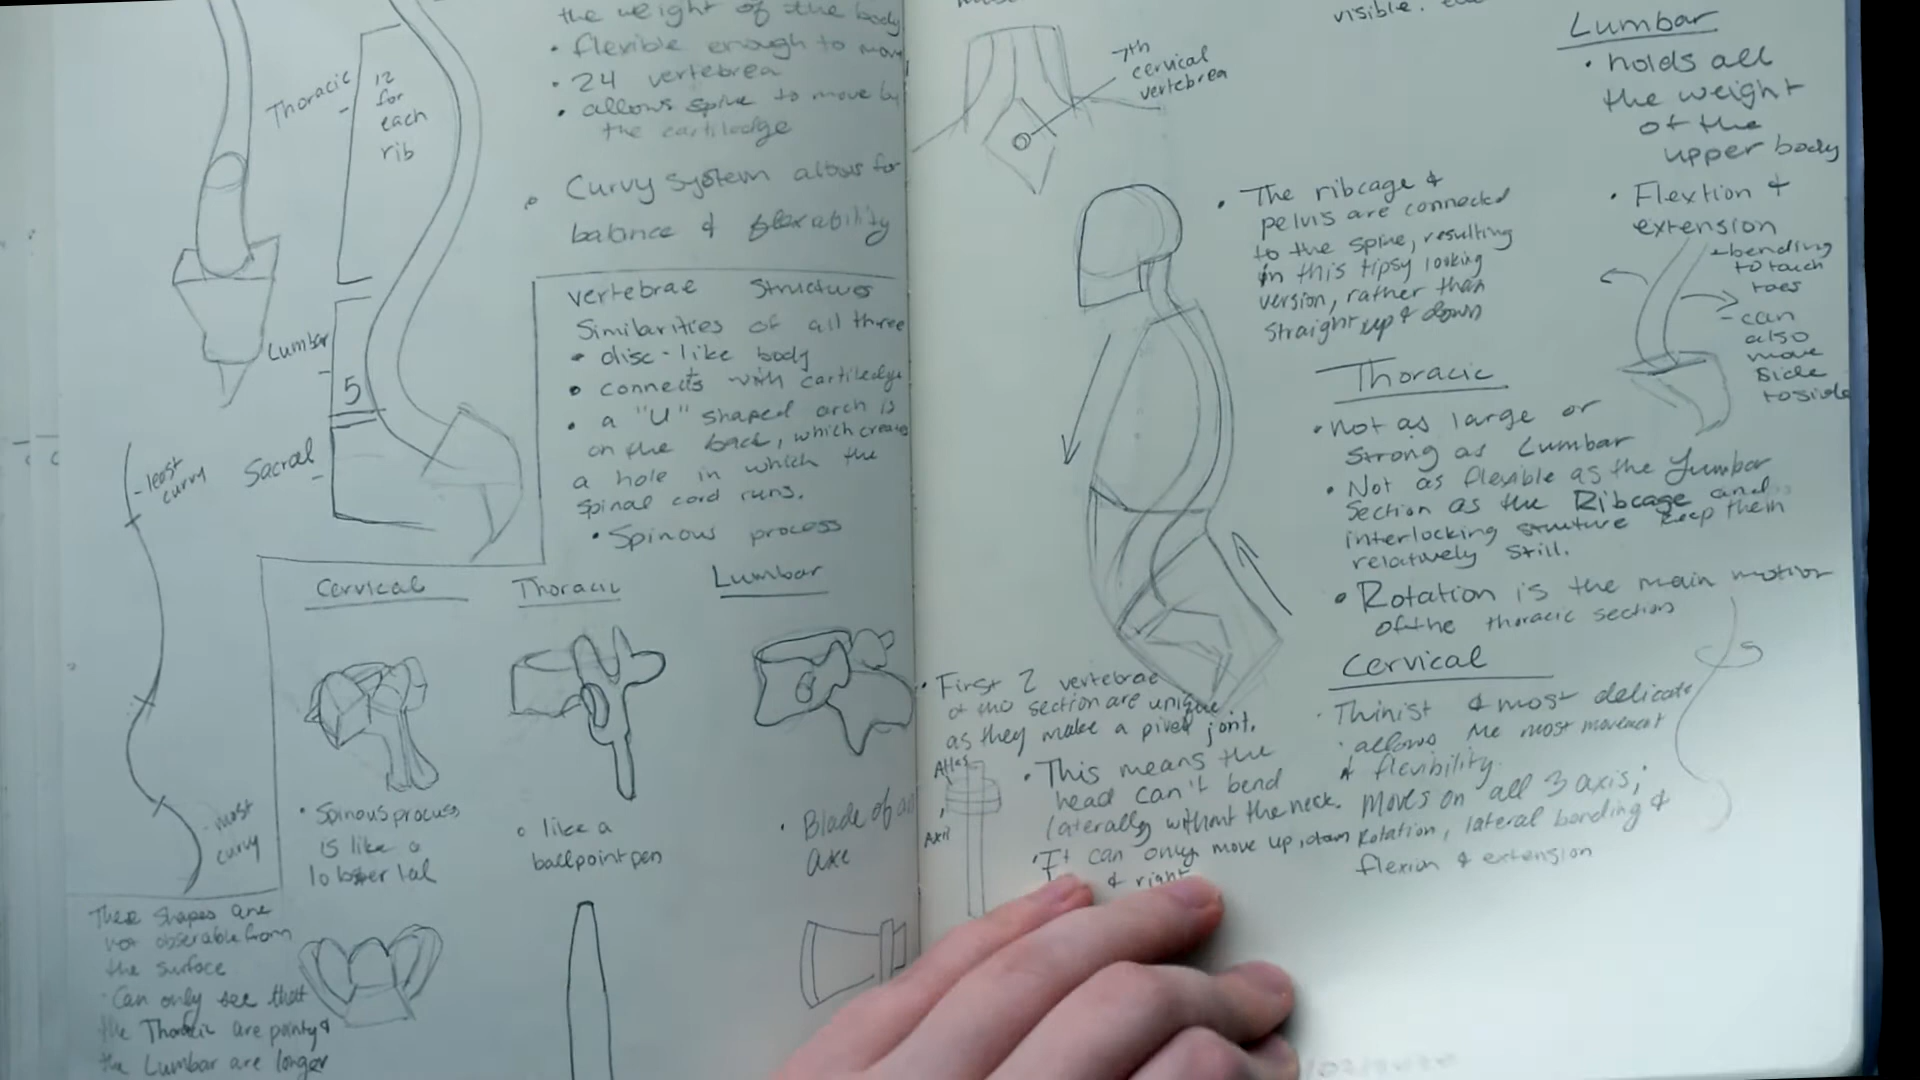 the weight of the body
• flexible enough to
• 24 vertebrea
• allows spine to move by
the cartiledge
• Curvy system allows for
balance & flexability
Thoracic
12
for
each
rib
Lumbar
5
Sacral
- least
curvy
- most
curvy
vertebrae structures
Similarities of all three
• disc-like body
• connects with cartiledge
• a "U" shaped arch is
on the back, which creates
a hole in which the
spinal cord runs.
• Spinous process
Cervical
Thoracic
Lumbar
• Spinous process
is like a
lobster
• like a
ballpoint pen
• Blade of
axe
These shapes are
not obserable from
the surface
• Can only see that
the Thoracic are pointy &
the Lumbar are longer
7th
cervical
vertebrea
visible.
• The ribcage &
pelvis are connected
to the spine, resulting
in this tipsy looking
version, rather than
straight up & down
Lumbar
• holds all
the weight
of the
upper body
• Flextion &
extension
bending
to touch
toes
- can
also
move
side
to side
Thoracic
• Not as large or
strong as Lumbar
• Not as flexible as the Lumbar
section as the Ribcage and
interlocking structure keep them
relatively still.
• Rotation is the main motion
of the thoracic section
Cervical
• Thinist & most delicate
• allows the most movement
& flexibility.
Moves on all 3 axis;
Rotation, lateral bending &
flexion & extension
• First 2 vertebrae
section are unique
as they make a pivot joint.
• This means the
head can't bend
laterally without the neck.
• It can only move up, down
& right
Atlas
Axis